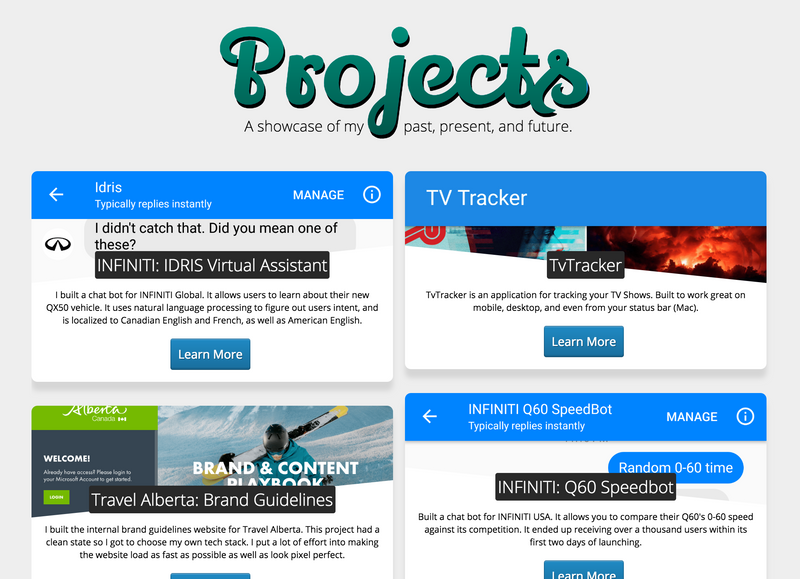 Projects
A showcase of my past, present, and future.
Idris
Typically replies instantly
MANAGE
I didn't catch that. Did you mean one of
these?
INFINITI: IDRIS Virtual Assistant
I built a chat bot for INFINITI Global. It allows users to learn about their new
QX50 vehicle. It uses natural language processing to figure out users intent, and
is localized to Canadian English and French, as well as American English.
Learn More
TV Tracker
TvTracker
TvTracker is an application for tracking your TV Shows. Built to work great on
mobile, desktop, and even from your status bar (Mac).
Learn More
Alberta
Canada
WELCOME!
Already have access? Please login to
your Microsoft Account to get started.
LOGIN
BRAND & CONTENT
PLAYBOOK
Travel Alberta: Brand Guidelines
I built the internal brand guidelines website for Travel Alberta. This project had a
clean state so I got to choose my own tech stack. I put a lot of effort into making
the website load as fast as possible as well as look pixel perfect.
INFINITI Q60 SpeedBot
Typically replies instantly
MANAGE
Random 0-60 time
INFINITI: Q60 Speedbot
Built a chat bot for INFINITI USA. It allows you to compare their Q60's 0-60 speed
against its competition. It ended up receiving over a thousand users within its
first two days of launching.
Learn More